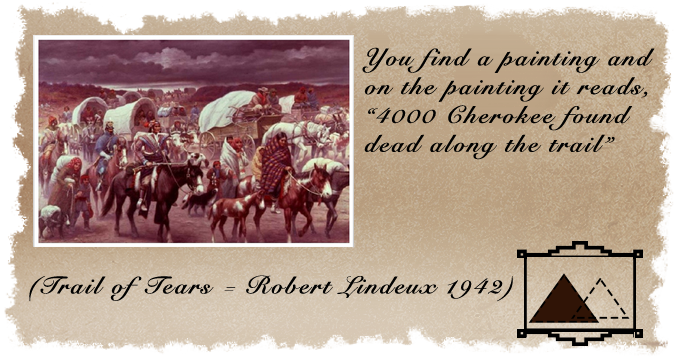 You find a painting and
on the painting it reads,
“4000 Cherokee found
dead along the trail”
(Trail of Tears = Robert Lindeux 1942)